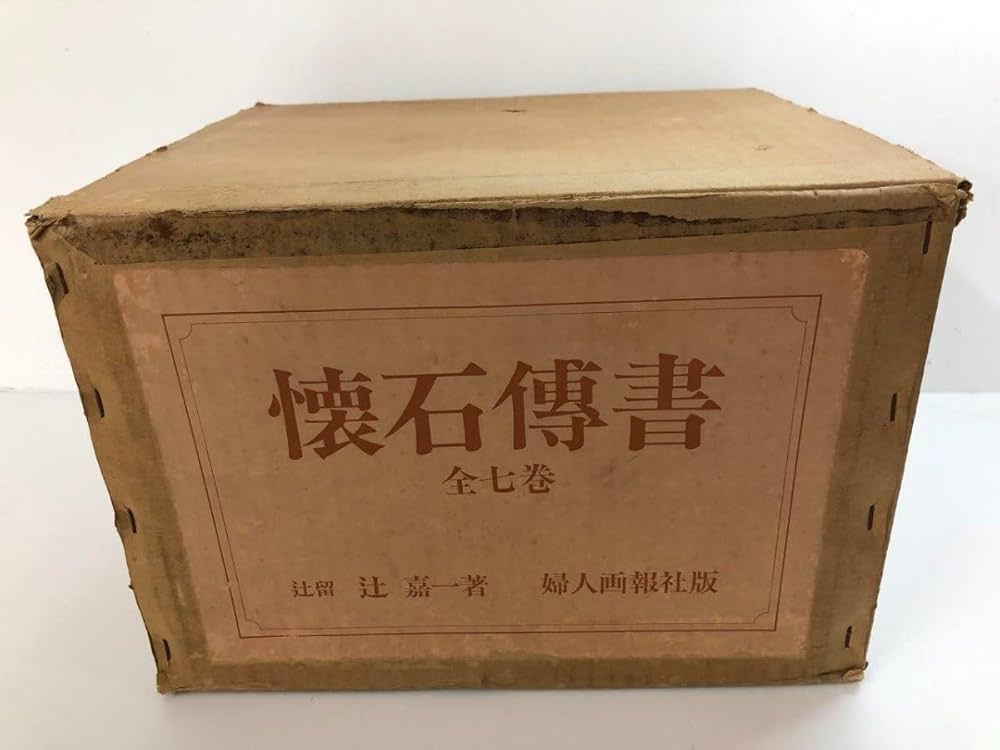 懐石傳書
全七巻
辻留 辻 嘉一著 婦人画報社版